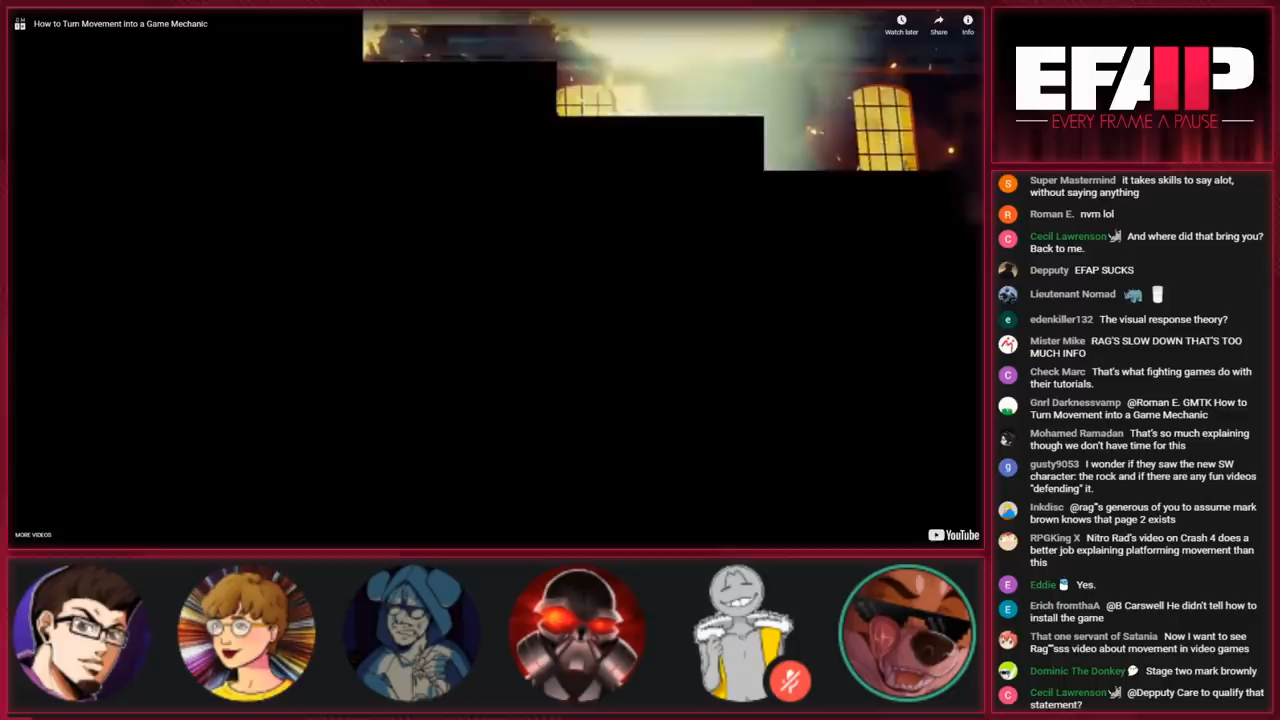 How to Turn Movement into a Game Mechanic
Watch later
Share
Info
MORE VIDEOS
YouTube
EFAP
EVERY FRAME A PAUSE
Super Mastermind it takes skills to say alot,
without saying anything
Roman E. nvm lol
Cecil Lawrenson And where did that bring you?
Back to me.
Depputy EFAP SUCKS
Lieutenant Nomad
edenkiller132 The visual response theory?
Mister Mike RAG'S SLOW DOWN THAT'S TOO
MUCH INFO
Check Marc That's what fighting games do with
their tutorials.
Gnrl Darknessvamp @Roman E. GMTK How to
Turn Movement into a Game Mechanic
Mohamed Ramadan That's so much explaining
though we don't have time for this
gusty9053 I wonder if they saw the new SW
character: the rock and if there are any fun videos
"defending" it.
Inkdisc @rag"s generous of you to assume mark
brown knows that page 2 exists
RPGKing X Nitro Rad's video on Crash 4 does a
better job explaining platforming movement than
this
Eddie Yes.
Erich fromthaA @B Carswell He didn't tell how to
install the game
That one servant of Satania Now I want to see
Rag"'sss video about movement in video games
Dominic The Donkey Stage two mark brownly
Cecil Lawrenson @Depputy Care to qualify that
statement?